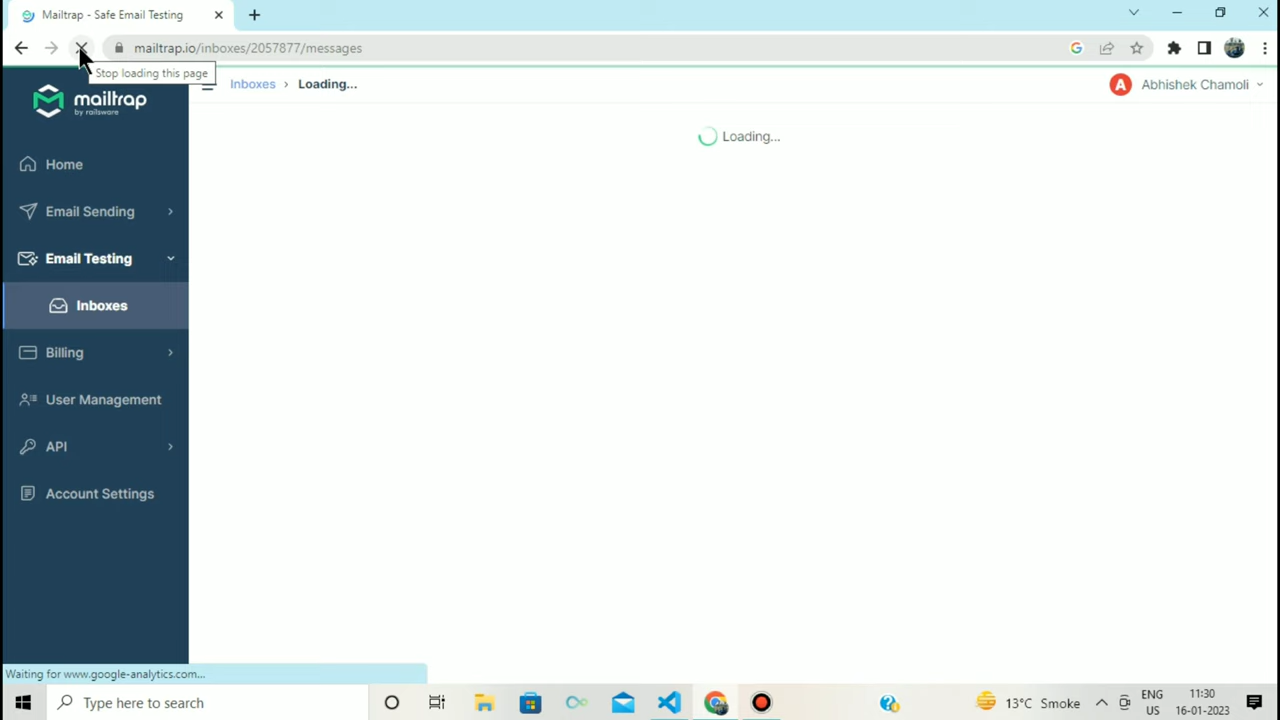 Mailtrap - Safe Email Testing
mailtrap.io/inboxes/2057877/messages
Stop loading this page
mailtrap
by railsware
Inboxes › Loading...
A Abhishek Chamoli
Loading...
Home
Email Sending
Email Testing
Inboxes
Billing
User Management
API
Account Settings
Waiting for www.google-analytics.com...
Type here to search
13°C Smoke
ENG
US
11:30
16-01-2023